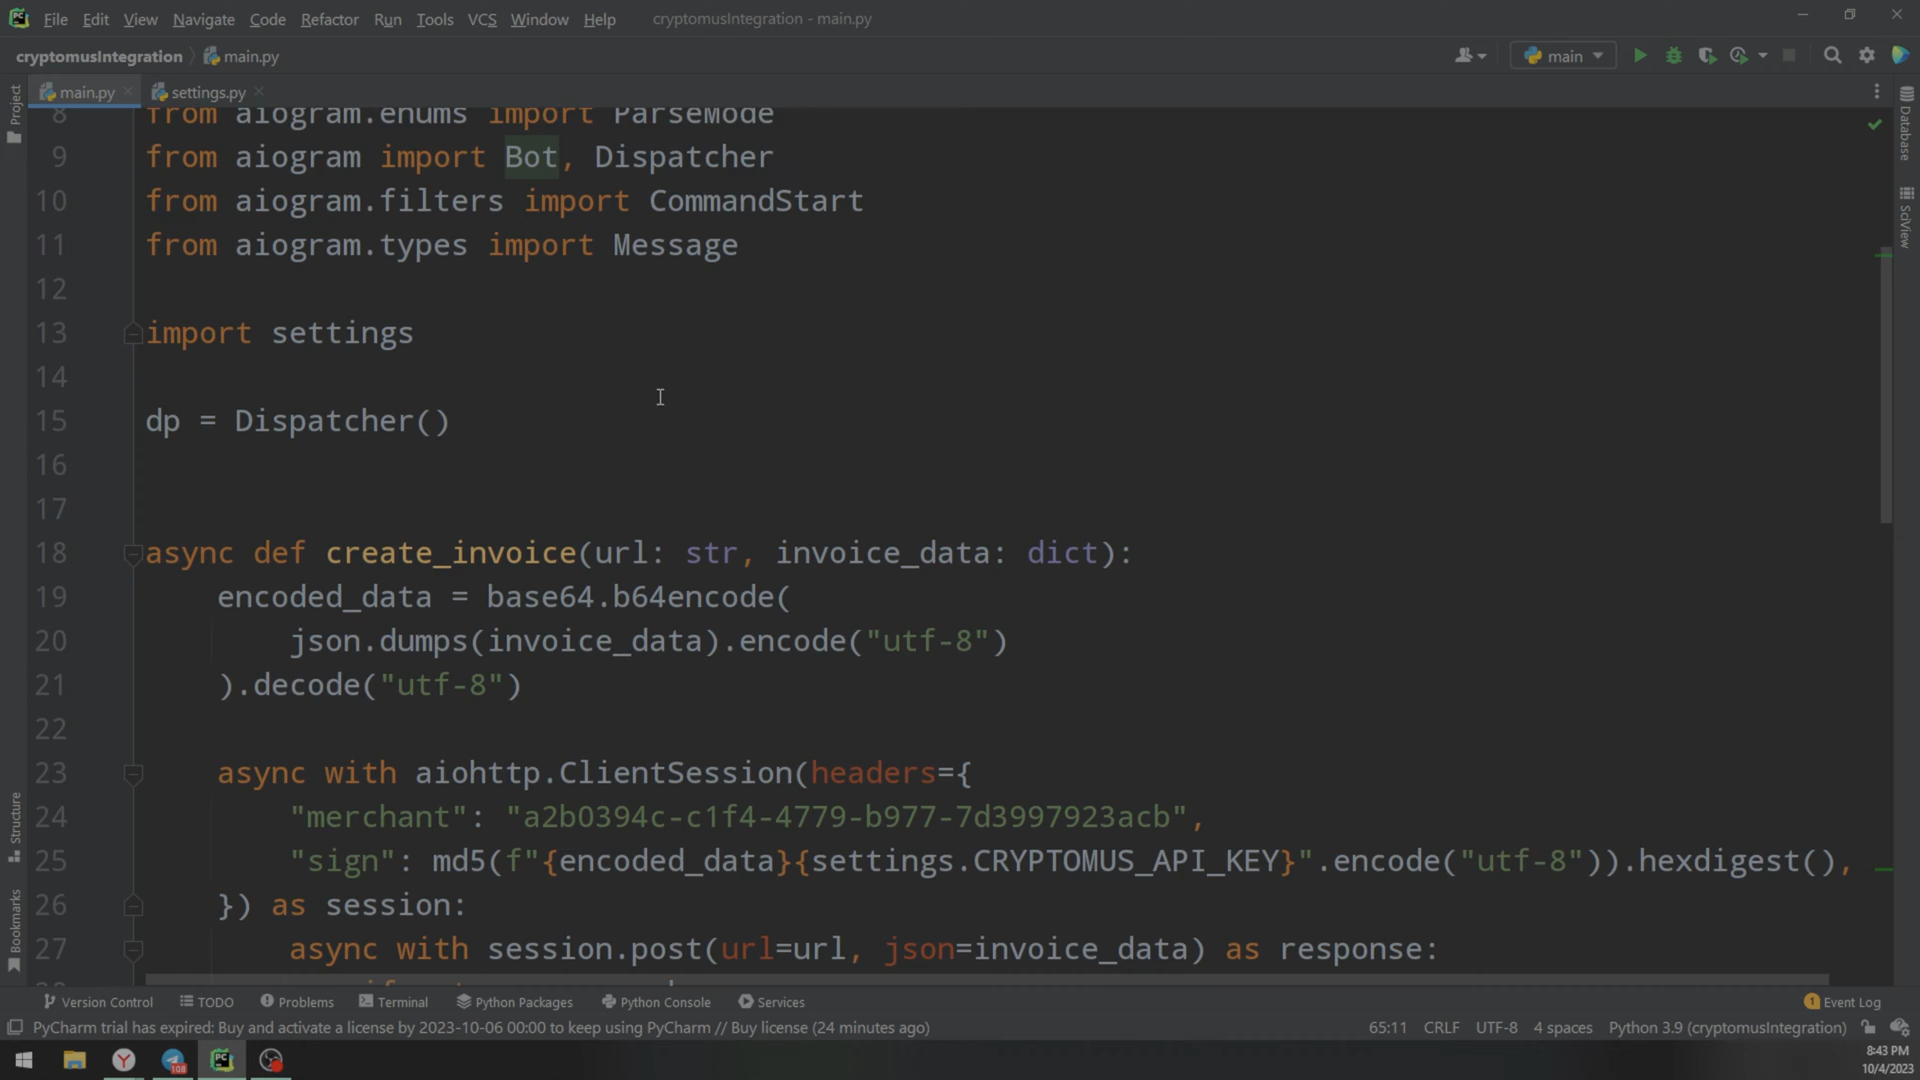 File Edit View Navigate Code Refactor Run Tools VCS Window Help cryptomusIntegration - main.py
cryptomusIntegration main.py main
main.py settings.py
Project
Database
SciView
Structure
Bookmarks
8 from aiogram.enums import ParseMode
9 from aiogram import Bot, Dispatcher
10 from aiogram.filters import CommandStart
11 from aiogram.types import Message
12
13 import settings
14
15 dp = Dispatcher()
16
17
18 async def create_invoice(url: str, invoice_data: dict):
19 encoded_data = base64.b64encode(
20 json.dumps(invoice_data).encode("utf-8")
21 ).decode("utf-8")
22
23 async with aiohttp.ClientSession(headers={
24 "merchant": "a2b0394c-c1f4-4779-b977-7d3997923acb",
25 "sign": md5(f"{encoded_data}{settings.CRYPTOMUS_API_KEY}".encode("utf-8")).hexdigest(),
26 }) as session:
27 async with session.post(url=url, json=invoice_data) as response:
Version Control TODO Problems Terminal Python Packages Python Console Services 1 Event Log
PyCharm trial has expired: Buy and activate a license by 2023-10-06 00:00 to keep using PyCharm // Buy license (24 minutes ago) 65:11 CRLF UTF-8 4 spaces Python 3.9 (cryptomusIntegration)
108
8:43 PM
10/4/2023